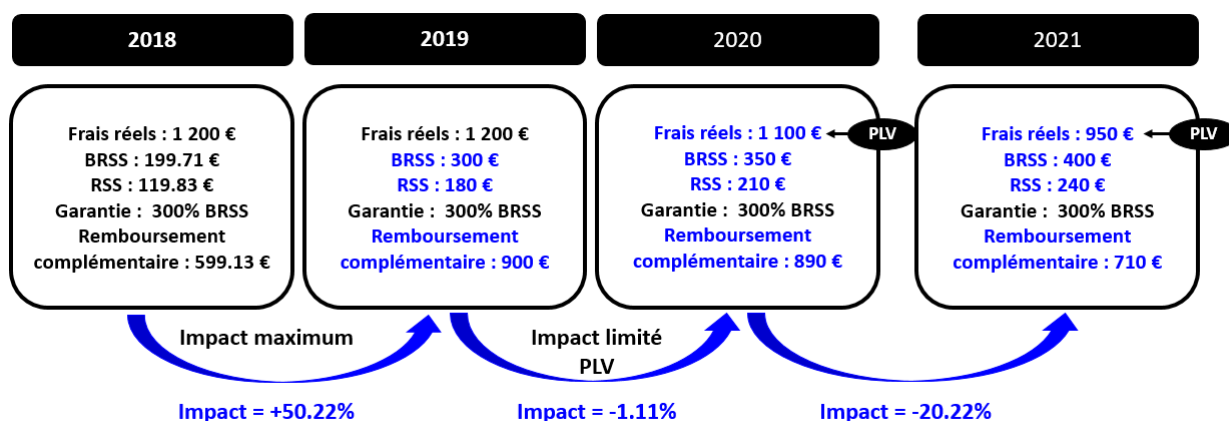 2018
2019
2020
2021
Frais réels : 1 200 €
BRSS : 199.71 €
RSS : 119.83 €
Garantie :  300% BRSS
Remboursement
complémentaire : 599.13 €
Frais réels : 1 200 €
BRSS : 300 €
RSS : 180 €
Garantie :  300% BRSS
Remboursement
complémentaire : 900 €
Frais réels : 1 100 €
PLV
BRSS : 350 €
RSS : 210 €
Garantie :  300% BRSS
Remboursement
complémentaire : 890 €
Frais réels : 950 €
PLV
BRSS : 400 €
RSS : 240 €
Garantie :  300% BRSS
Remboursement
complémentaire : 710 €
Impact maximum
Impact limité
PLV
Impact = +50.22%
Impact = -1.11%
Impact = -20.22%